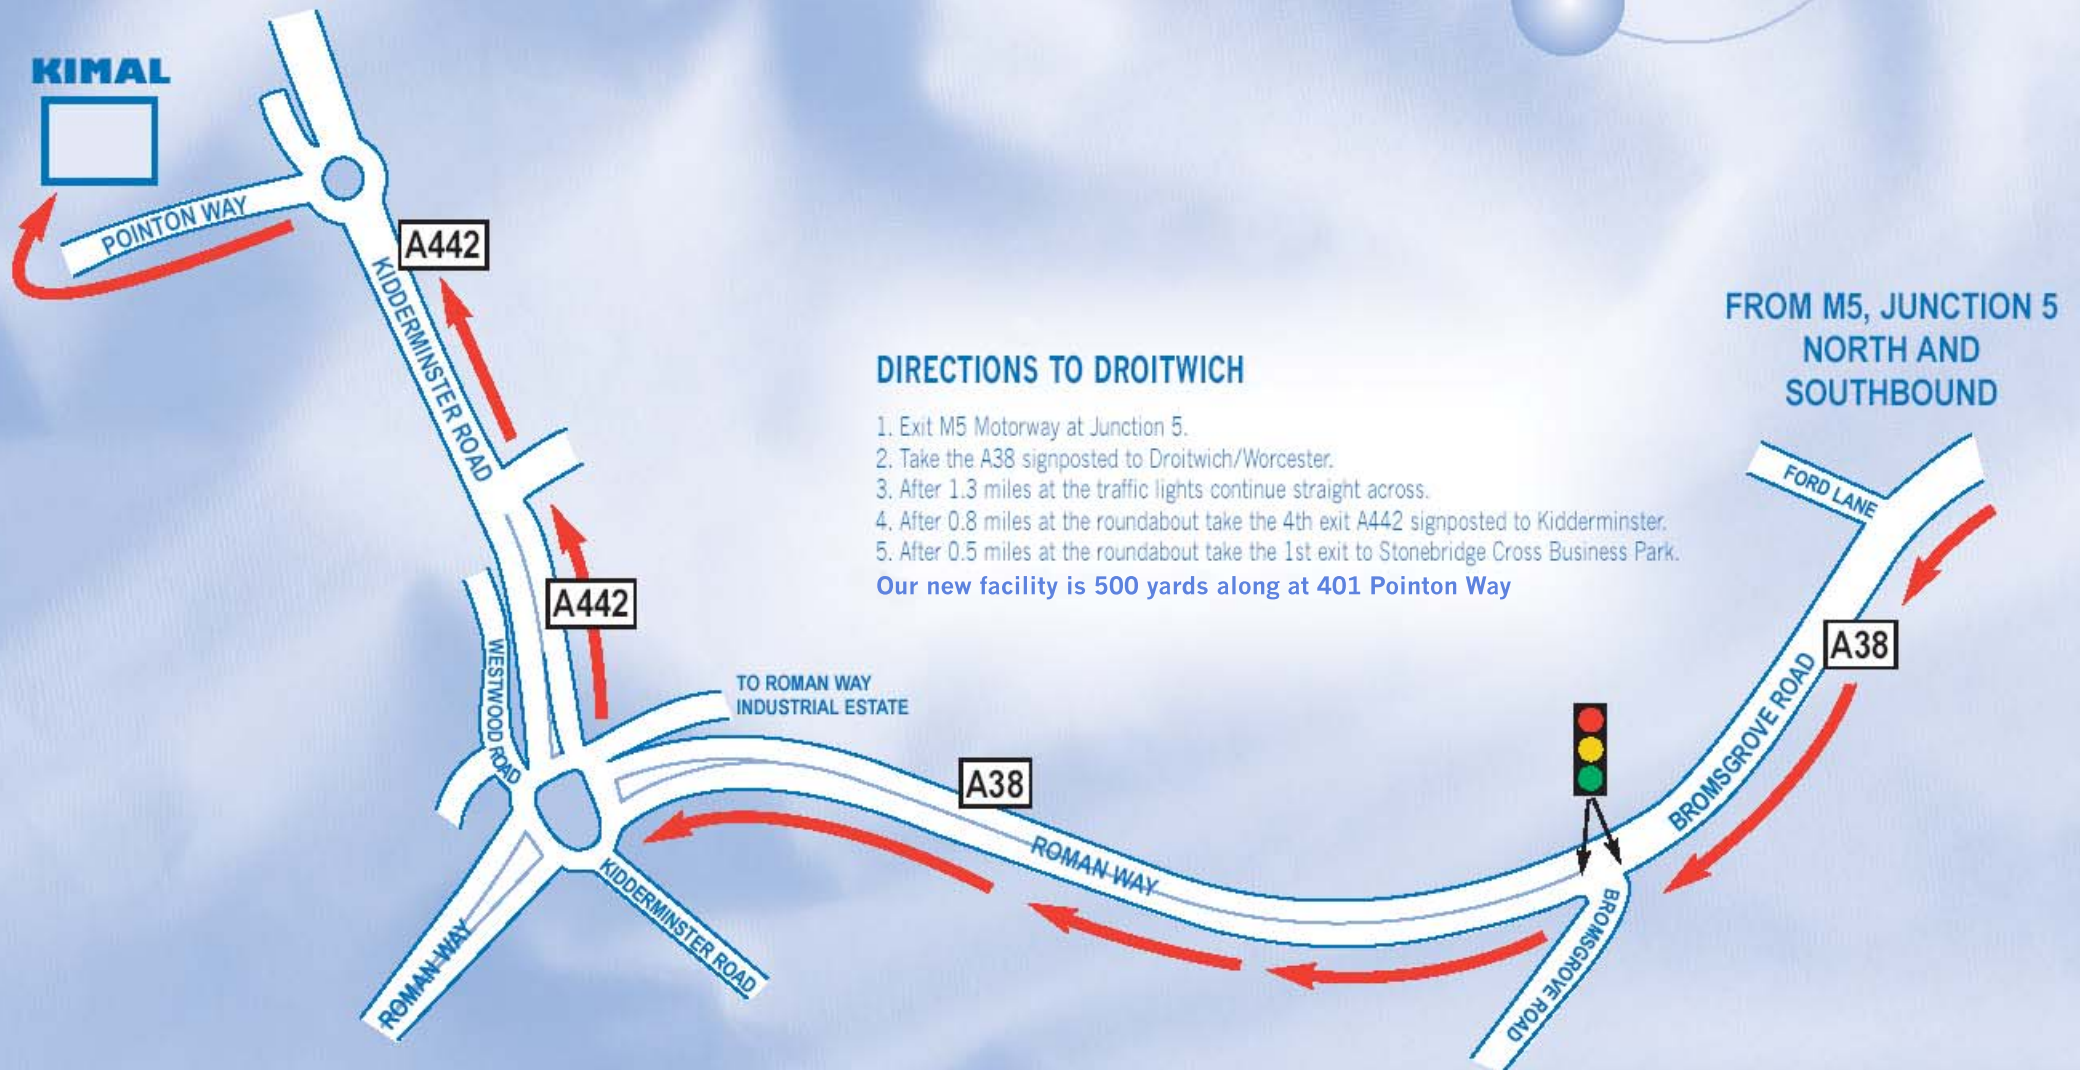 KIMAL
POINTON WAY
A442
KIDDERMINSTER ROAD
FROM M5, JUNCTION 5
NORTH AND
SOUTHBOUND
DIRECTIONS TO DROITWICH
1. Exit M5 Motorway at Junction 5.
2. Take the A38 signposted to Droitwich/Worcester.
3. After 1.3 miles at the traffic lights continue straight across.
4. After 0.8 miles at the roundabout take the 4th exit A442 signposted to Kidderminster.
5. After 0.5 miles at the roundabout take the 1st exit to Stonebridge Cross Business Park.
Our new facility is 500 yards along at 401 Pointon Way
FORD LANE
A442
A38
BROMSGROVE ROAD
WESTWOOD ROAD
TO ROMAN WAY
INDUSTRIAL ESTATE
A38
ROMAN WAY
KIDDERMINSTER ROAD
ROMAN WAY
BROMSGROVE ROAD